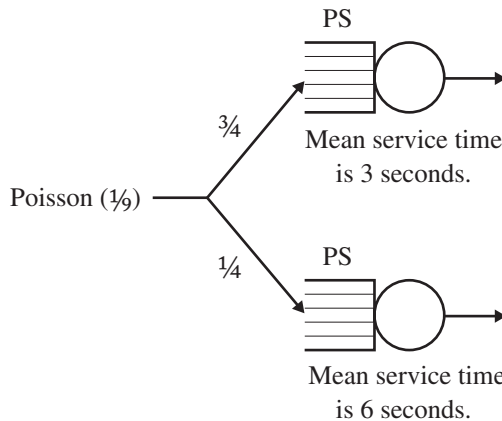 PS
¾
Mean service time
is 3 seconds.
Poisson (⅑)
PS
¼
Mean service time
is 6 seconds.